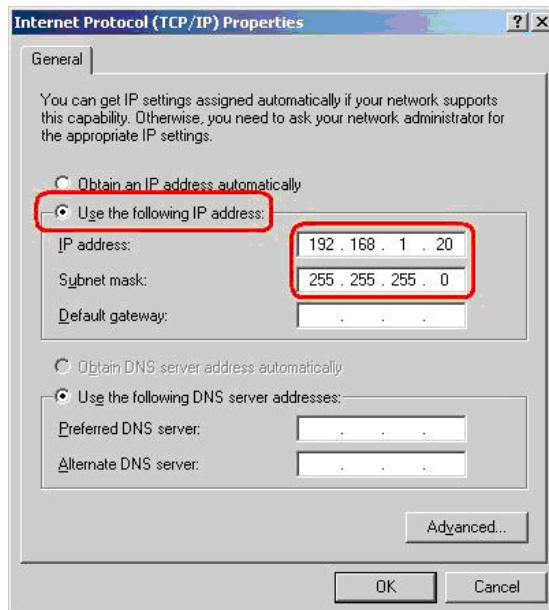 Internet Protocol (TCP/IP) Properties
General
You can get IP settings assigned automatically if your network supports
this capability. Otherwise, you need to ask your network administrator for
the appropriate IP settings.
Obtain an IP address automatically
Use the following IP address:
IP address: 192 . 168 . 1 . 20
Subnet mask: 255 . 255 . 255 . 0
Default gateway: . . .
Obtain DNS server address automatically
Use the following DNS server addresses:
Preferred DNS server: . . .
Alternate DNS server: . . .
Advanced...
OK Cancel